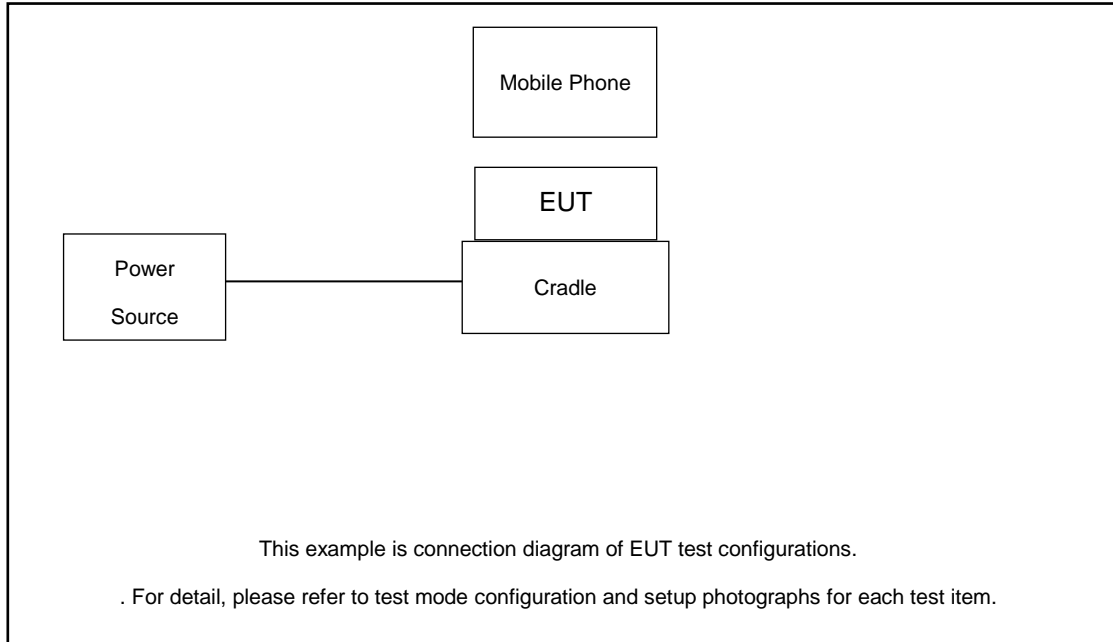 Mobile Phone
EUT
Power
Source
Cradle
This example is connection diagram of EUT test configurations.
. For detail, please refer to test mode configuration and setup photographs for each test item.